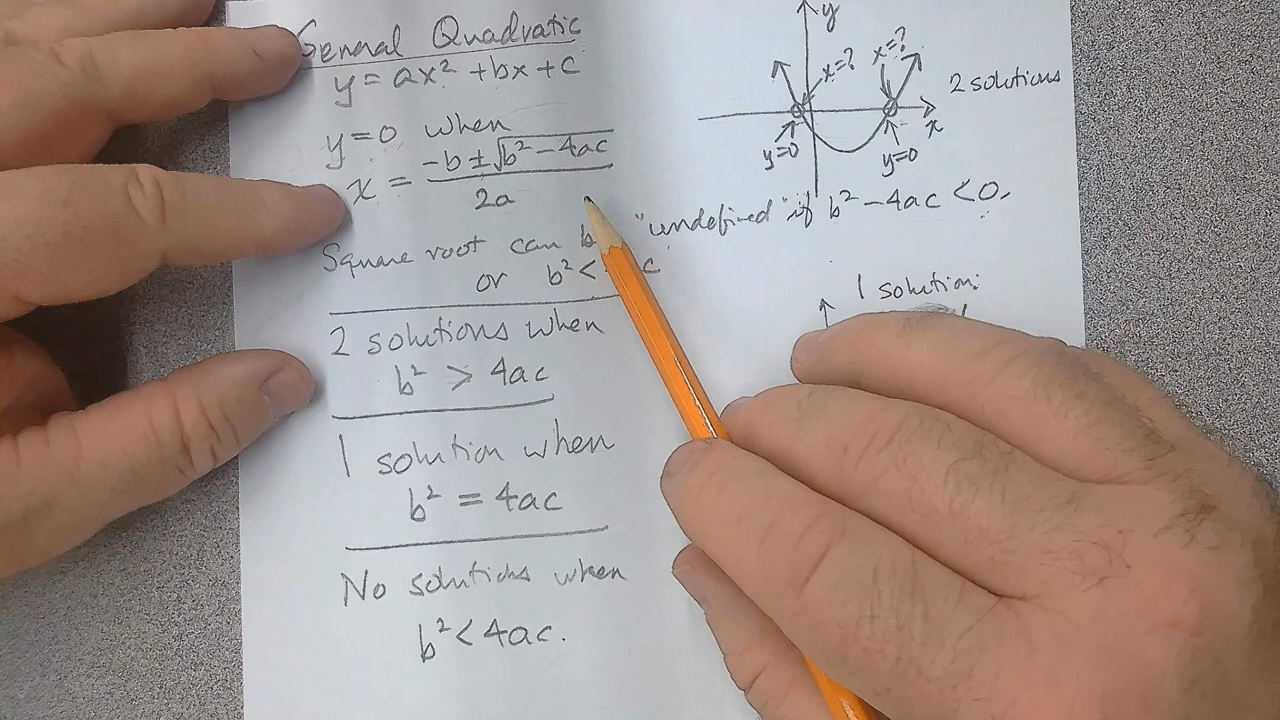 General Quadratic
y = ax² + bx + c
y=0 when
x = -b ± √b² - 4ac / 2a
Square root can "undefined" if b² - 4ac < 0,
or b² < c
2 solutions when
b² > 4ac
1 solution when
b² = 4ac
No solutions when
b² < 4ac.
y
x=? x=?
2 solutions
x
y=0 y=0
1 solution: